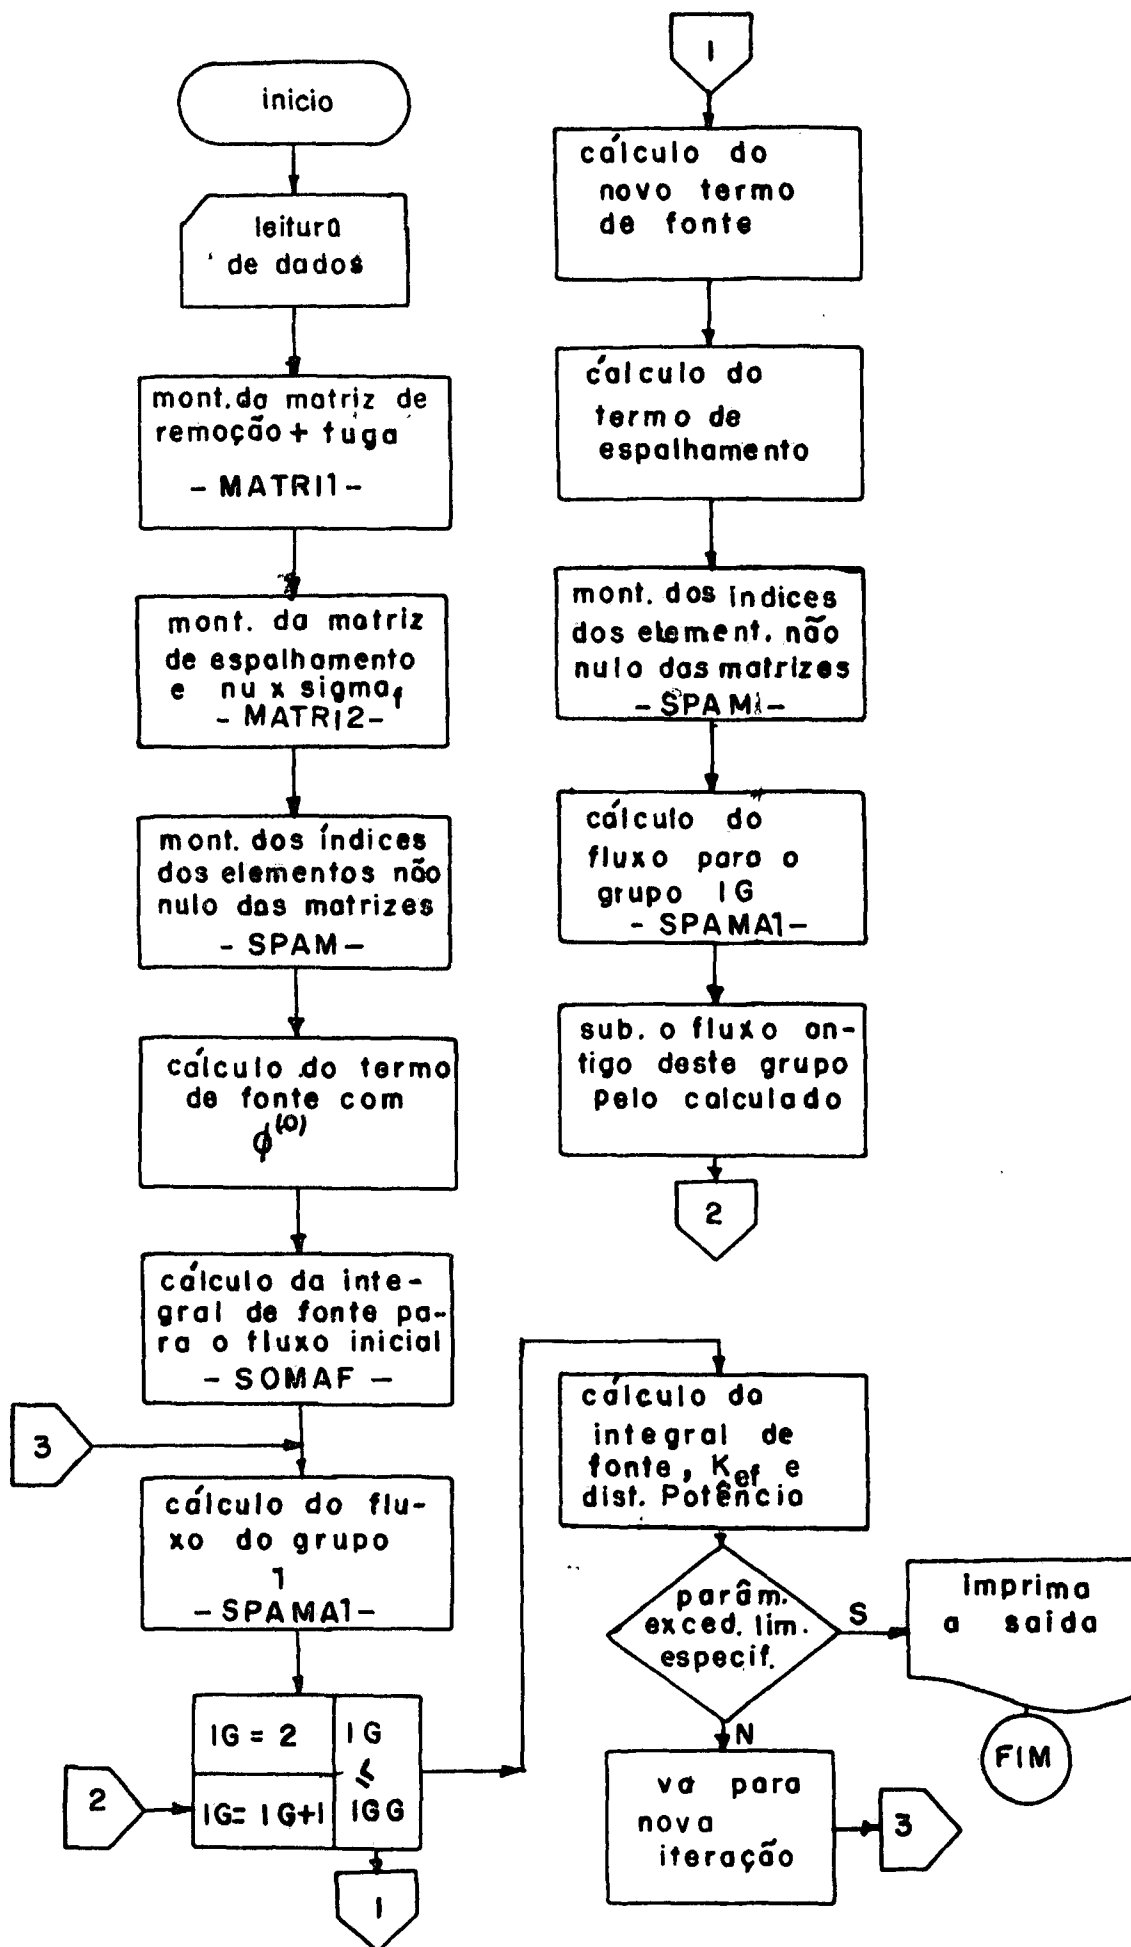 inicio
leitura
de dados
mont. da matriz de
remoção + fuga
- MATRI1 -
mont. da matriz
de espalhamento
e nu x sigma f
- MATRI2 -
mont. dos índices
dos elementos não
nulo das matrizes
- SPAM -
cálculo do termo
de fonte com
ϕ(0)
cálculo da inte-
gral de fonte pa-
ra o fluxo inicial
- SOMAF -
3
cálculo do flu-
xo do grupo
1
- SPAMA1 -
IG = 2
IG = IG+1
IG
≤
IGG
2
1
1
cálculo do
novo termo
de fonte
cálculo do
termo de
espalhamento
mont. dos índices
dos element. não
nulo das matrizes
- SPAM1 -
cálculo do
fluxo para o
grupo IG
- SPAMA1 -
sub. o fluxo an-
tigo deste grupo
pelo calculado
2
cálculo da
integral de
fonte, Kef e
dist. Potência
parâm.
exced. lim.
especif.
S
N
imprima
a saida
FIM
va para
nova
iteração
3